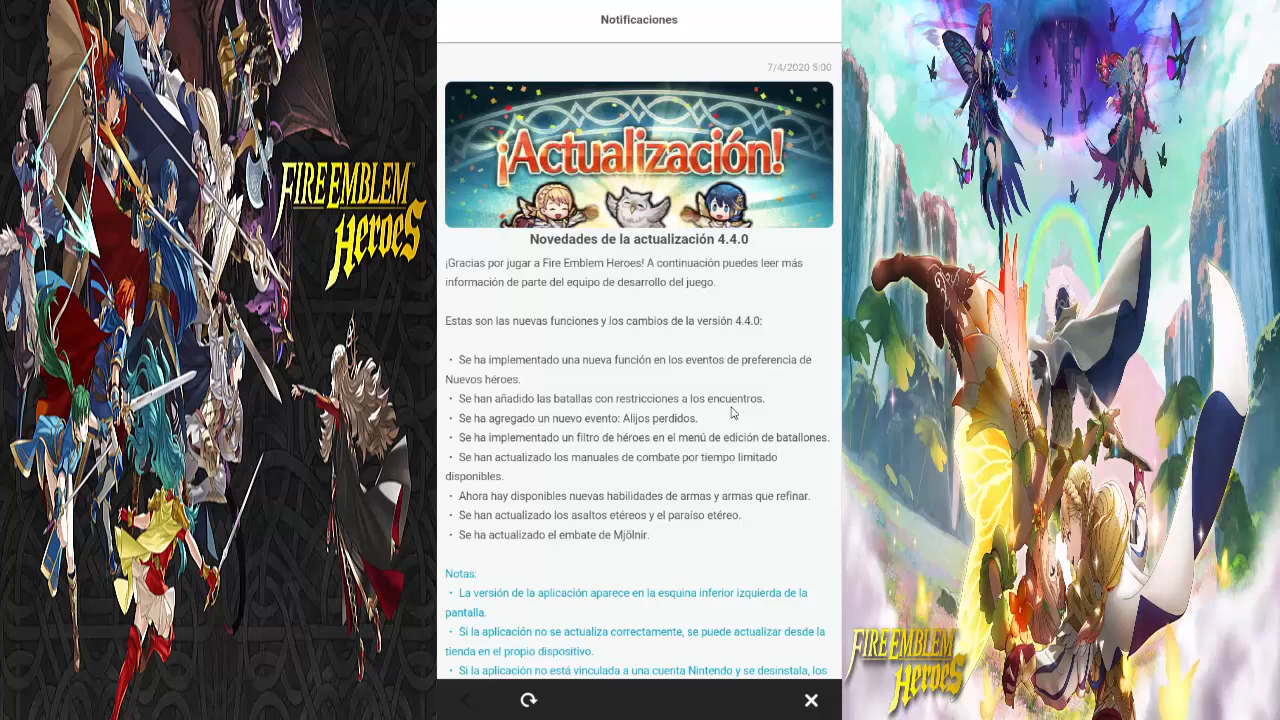 Notificaciones
7/4/2020 5:00
¡Actualización!
Novedades de la actualización 4.4.0
¡Gracias por jugar a Fire Emblem Heroes! A continuación puedes leer más
información de parte del equipo de desarrollo del juego.
Estas son las nuevas funciones y los cambios de la versión 4.4.0:
・ Se ha implementado una nueva función en los eventos de preferencia de
Nuevos héroes.
・ Se han añadido las batallas con restricciones a los encuentros.
・ Se ha agregado un nuevo evento: Alijos perdidos.
・ Se ha implementado un filtro de héroes en el menú de edición de batallones.
・ Se han actualizado los manuales de combate por tiempo limitado
disponibles.
・ Ahora hay disponibles nuevas habilidades de armas y armas que refinar.
・ Se han actualizado los asaltos etéreos y el paraíso etéreo.
・ Se ha actualizado el embate de Mjölnir.
Notas:
・ La versión de la aplicación aparece en la esquina inferior izquierda de la
pantalla.
・ Si la aplicación no se actualiza correctamente, se puede actualizar desde la
tienda en el propio dispositivo.
・ Si la aplicación no está vinculada a una cuenta Nintendo y se desinstala, los
FIRE EMBLEM™
Heroes
FIRE EMBLEM
Heroes